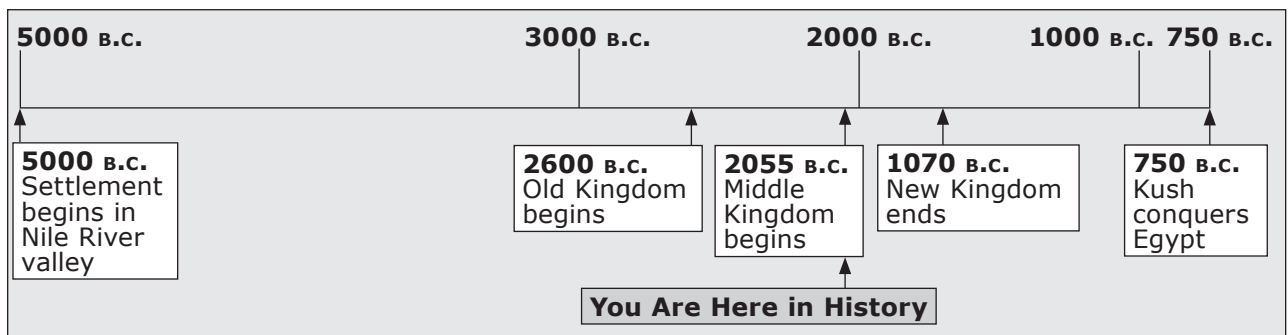 5000 B.C.
3000 B.C.
2000 B.C.
1000 B.C.
750 B.C.
5000 B.C.
Settlement
begins in
Nile River
valley
2600 B.C.
Old Kingdom
begins
2055 B.C.
Middle
Kingdom
begins
1070 B.C.
New Kingdom
ends
750 B.C.
Kush
conquers
Egypt
You Are Here in History